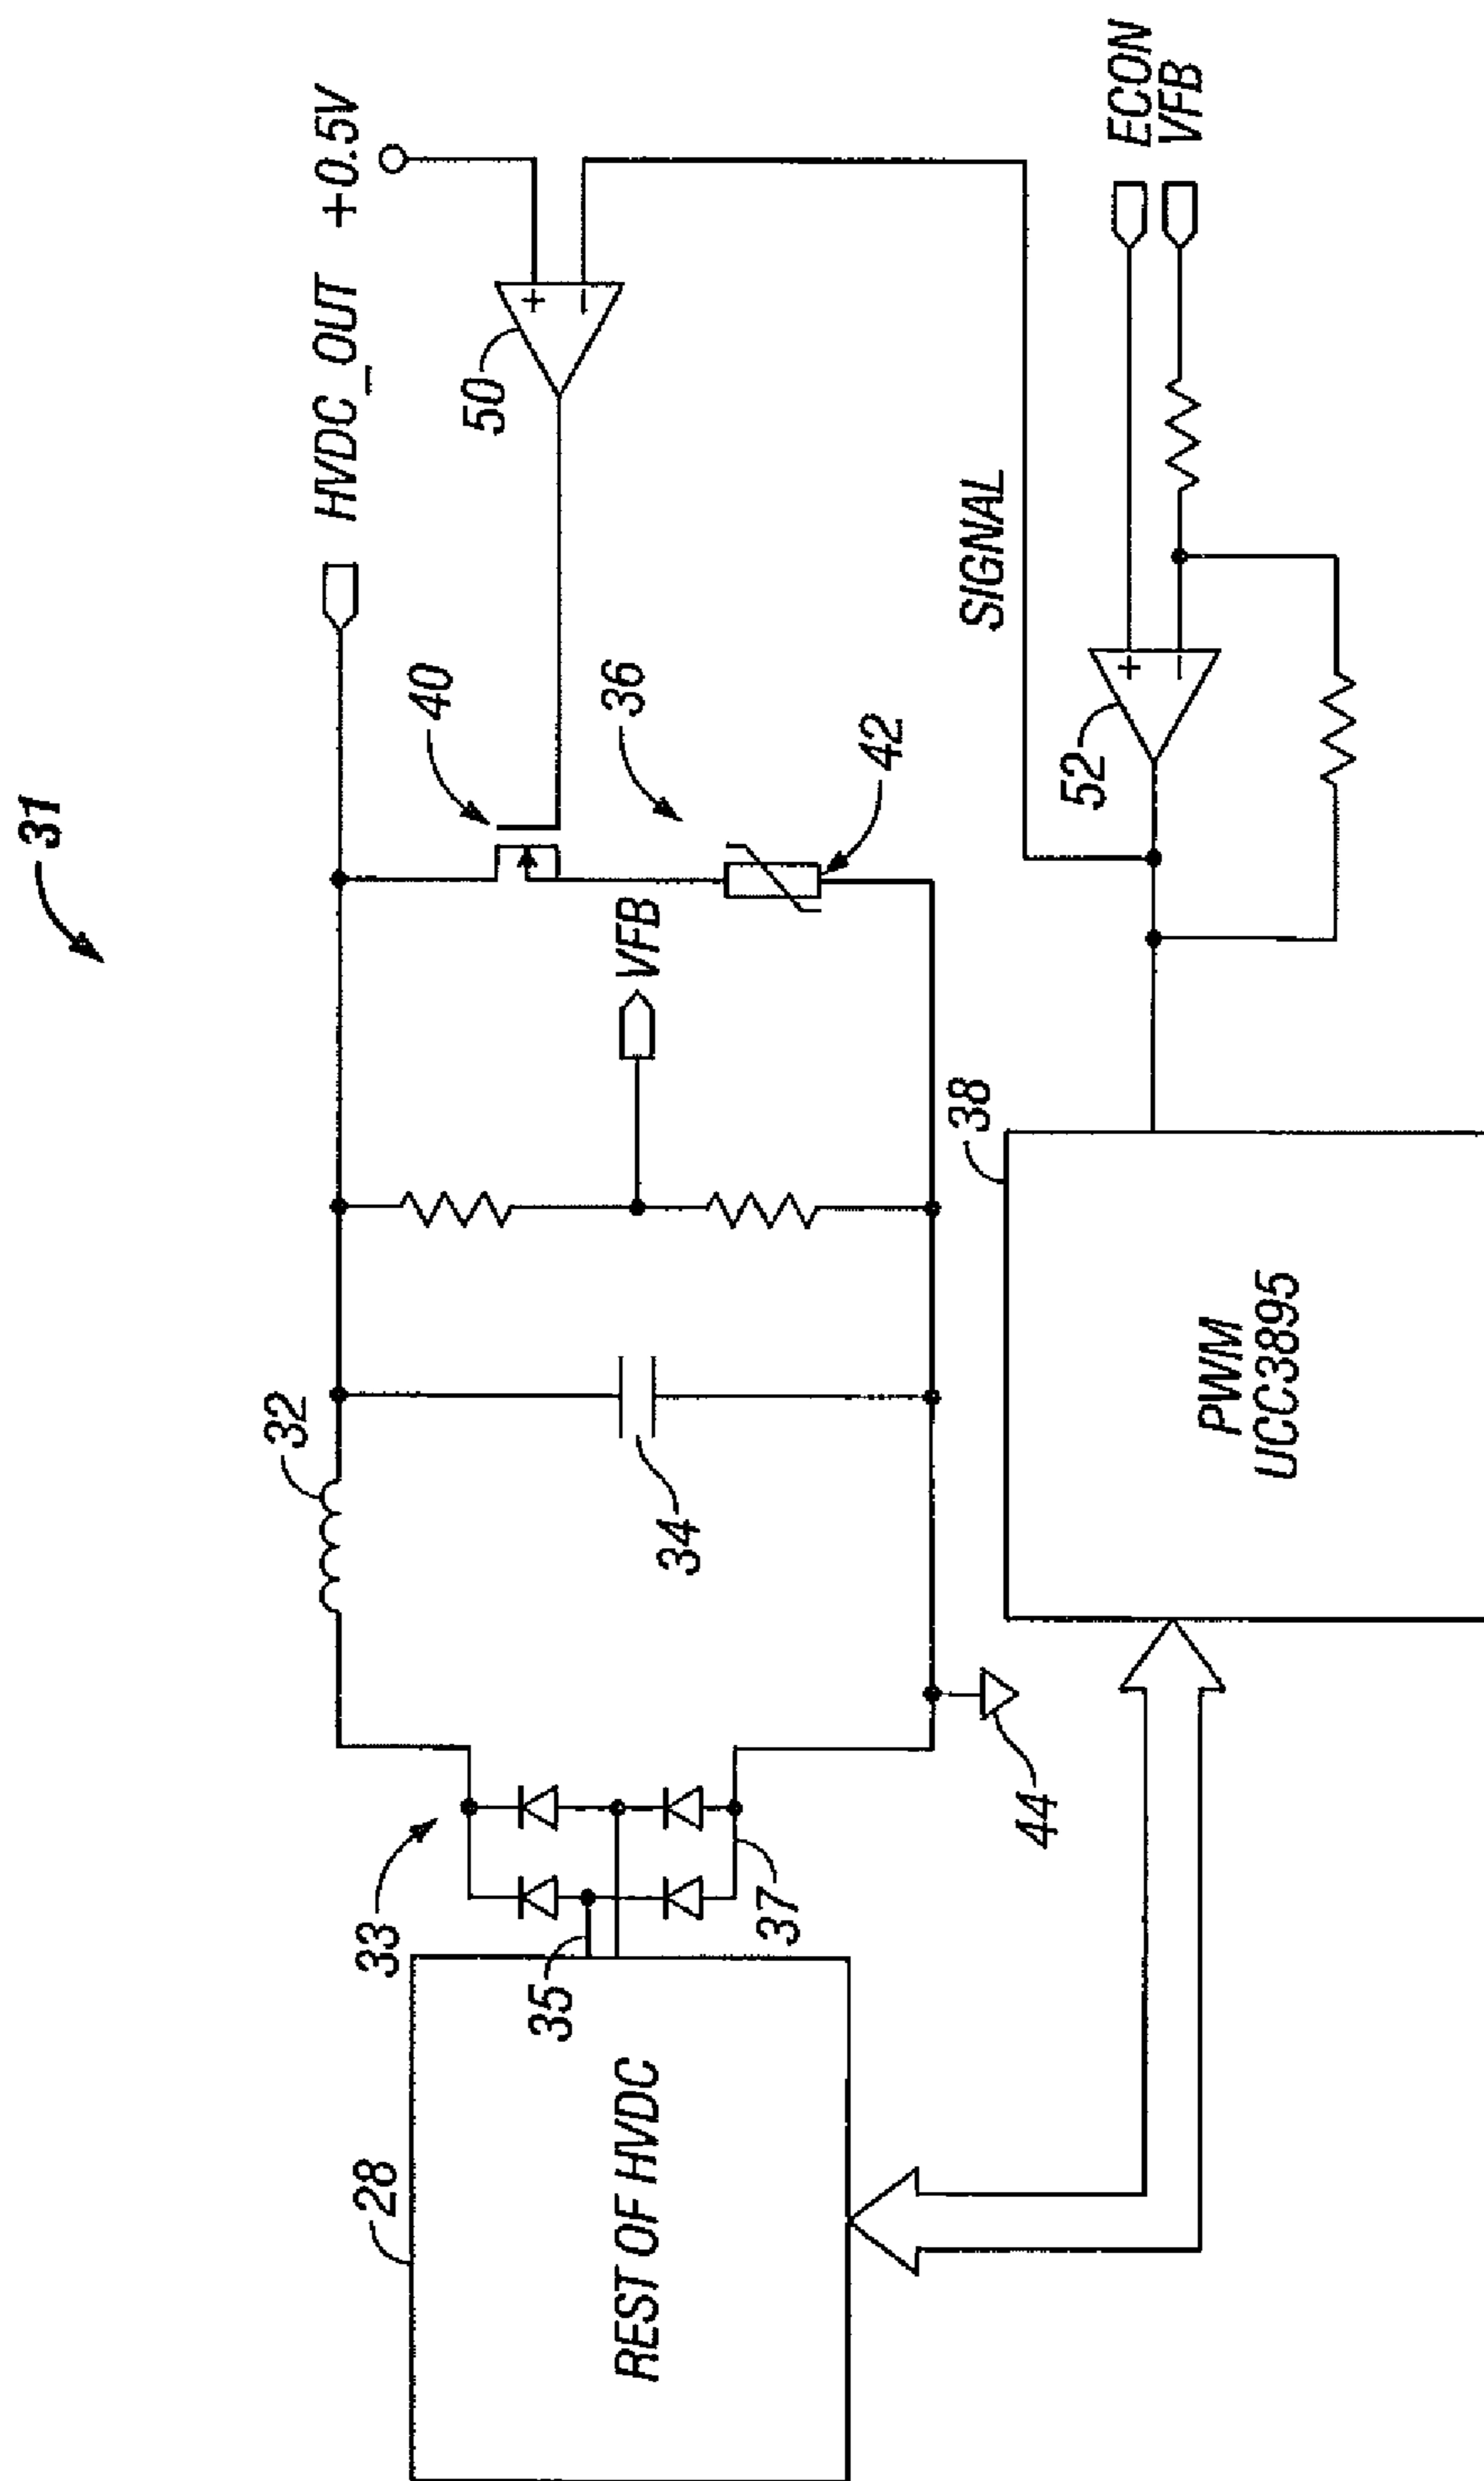 31
HVDC_OUT +0.5V
32
40
50
33
36
VFB
42
34
35
37
28
REST OF HVDC
44
SIGNAL
ECON
VFB
52
38
PWM
UCC3895
+
−
+
−